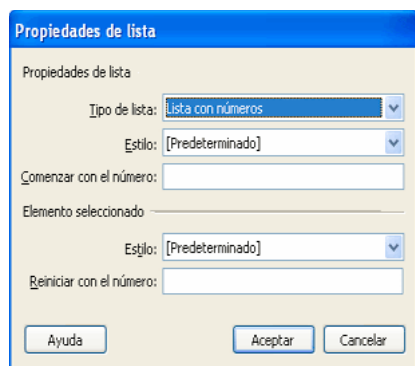 Propiedades de lista
Propiedades de lista
Tipo de lista: Lista con números
Estilo: [Predeterminado]
Comenzar con el número:
Elemento seleccionado
Estilo: [Predeterminado]
Reiniciar con el número:
Ayuda Aceptar Cancelar